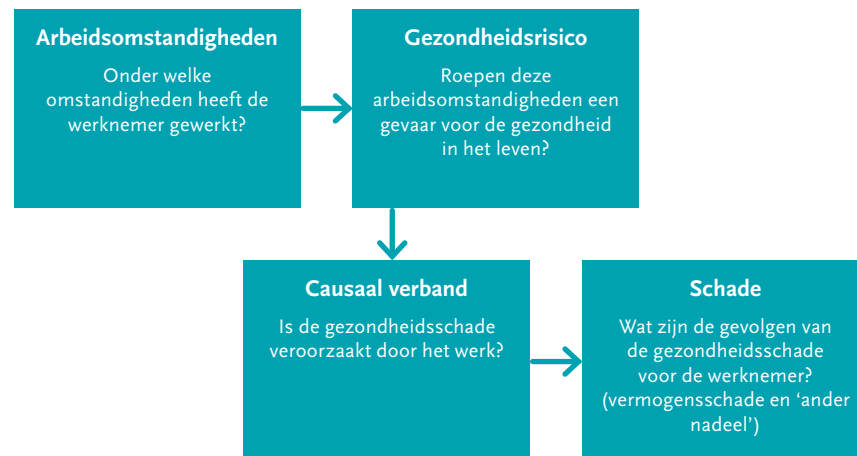 Arbeidsomstandigheden
Onder welke
omstandigheden heeft de
werknemer gewerkt?
Gezondheidsrisico
Roepen deze
arbeidsomstandigheden een
gevaar voor de gezondheid
in het leven?
Causaal verband
Is de gezondheidsschade
veroorzaakt door het werk?
Schade
Wat zijn de gevolgen van
de gezondheidsschade
voor de werknemer?
(vermogensschade en ‘ander
nadeel’)